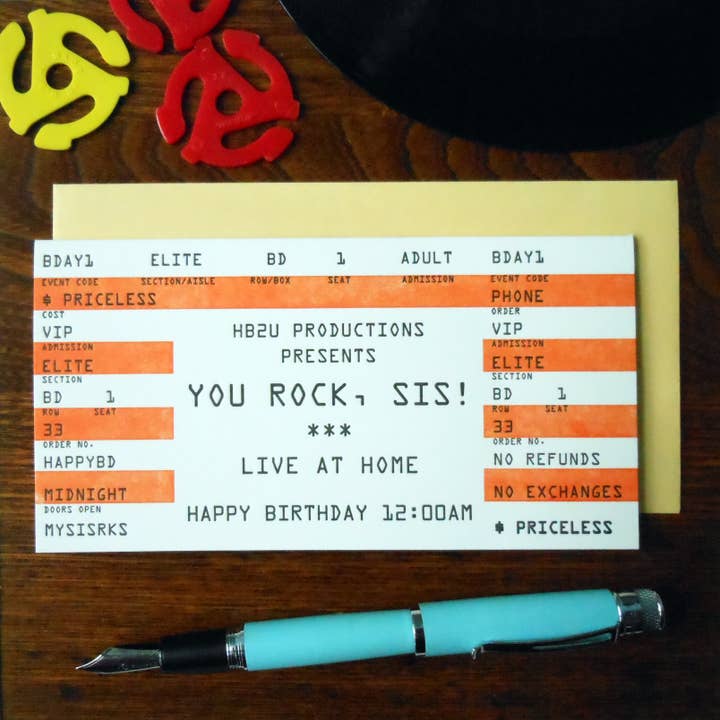 BDAY1 ELITE BD 1 ADULT BDAY1
EVENT CODE SECTION/AISLE ROW/BOX SEAT ADMISSION EVENT CODE
$ PRICELESS PHONE
COST ORDER
VIP HB2U PRODUCTIONS VIP
ADMISSION PRESENTS ADMISSION
ELITE ELITE
SECTION YOU ROCK, SIS! SECTION
BD 1 BD 1
ROW SEAT *** ROW SEAT
33 33
ORDER NO. ORDER NO.
HAPPYBD LIVE AT HOME NO REFUNDS
MIDNIGHT NO EXCHANGES
DOORS OPEN HAPPY BIRTHDAY 12:00AM
MYSISRKS $ PRICELESS